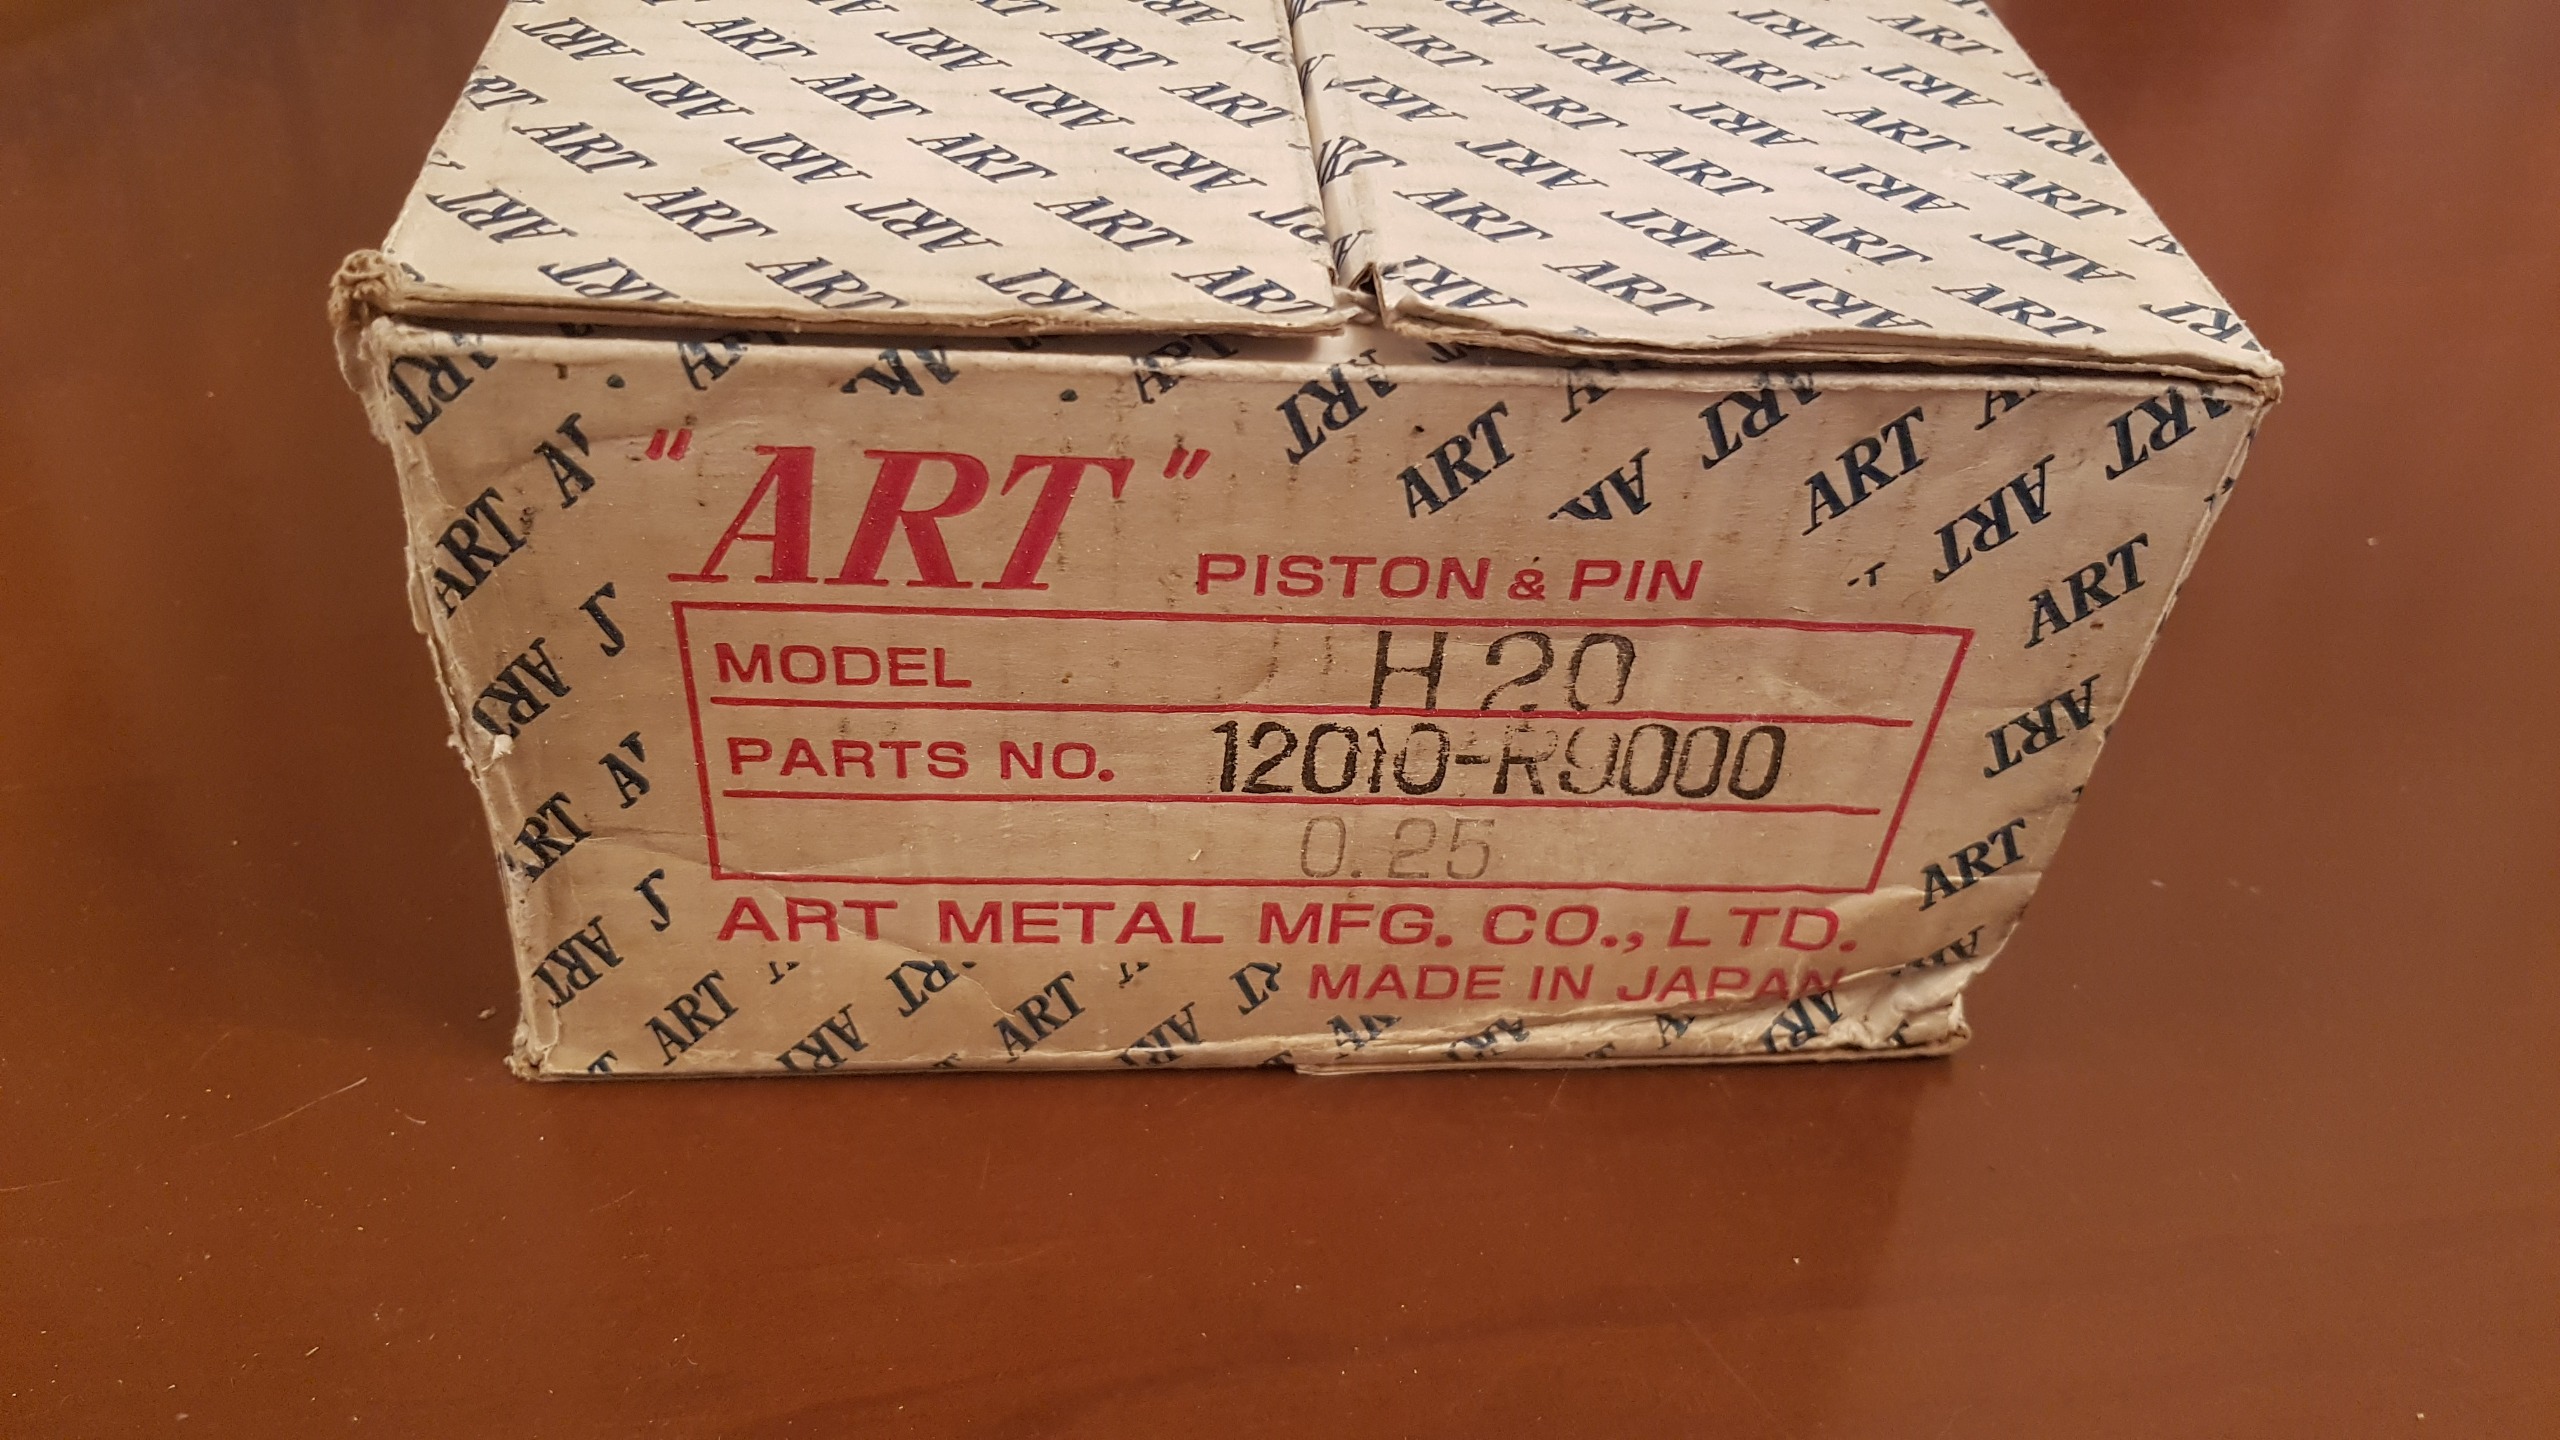 "ART" PISTON & PIN
MODEL H20
PARTS NO. 12010-R9000
0.25
ART METAL MFG. CO., LTD.
MADE IN JAPAN
ART